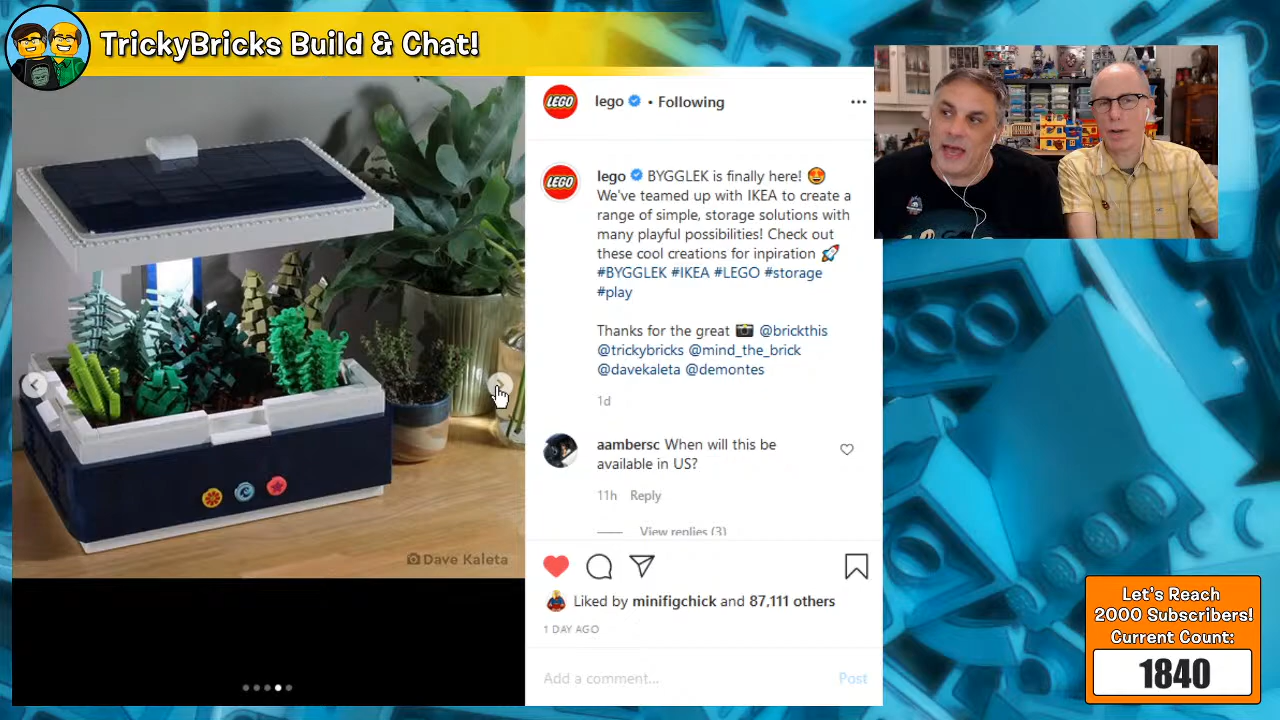 TrickyBricks Build & Chat!
LEGO
lego • Following
LEGO
lego BYGGLEK is finally here! 🤩
We've teamed up with IKEA to create a
range of simple, storage solutions with
many playful possibilities! Check out
these cool creations for inpiration 🚀
#BYGGLEK #IKEA #LEGO #storage
#play
Thanks for the great 📸 @brickthis
@trickybricks @mind_the_brick
@davekaleta @demontes
1d
aambersc When will this be
available in US?
11h Reply
View replies (3)
Dave Kaleta
Liked by minifigchick and 87,111 others
1 DAY AGO
Add a comment...
Post
Let's Reach
2000 Subscribers!
Current Count:
1840